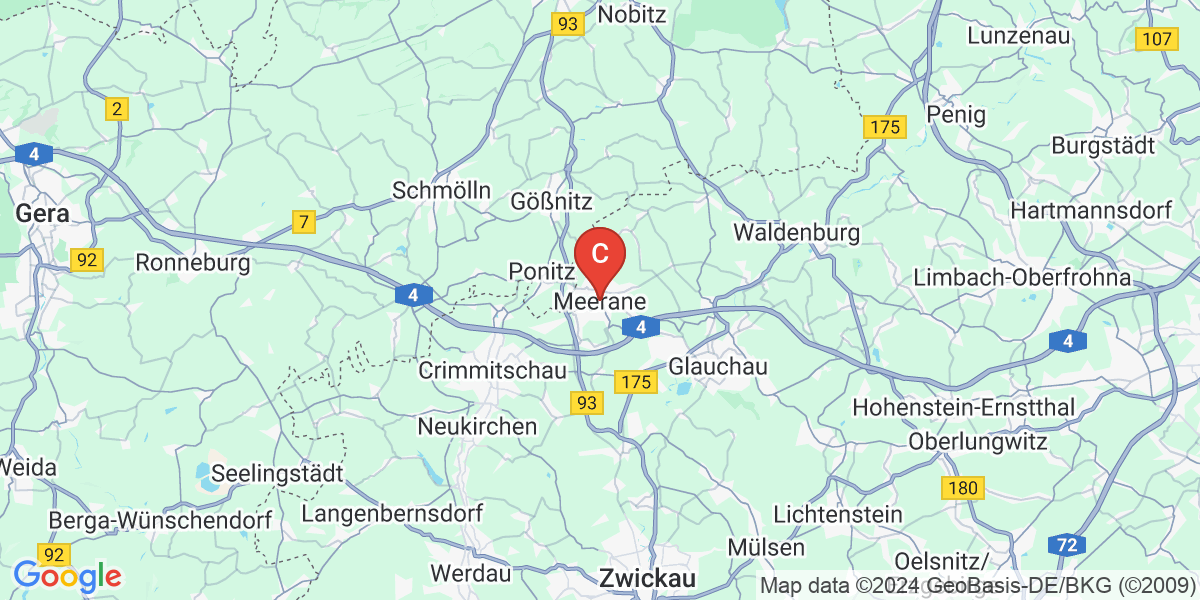 Nobitz
93
Lunzenau
107
2
Penig
175
Burgstädt
4
Schmölln
Gößnitz
Gera
Hartmannsdorf
7
Waldenburg
C
92
Ronneburg
Ponitz
Limbach-Oberfrohna
4
Meerane
4
4
Crimmitschau
Glauchau
175
93
Hohenstein-Ernstthal
Neukirchen
Oberlungwitz
Weida
Seelingstädt
180
Berga-Wünschendorf
Langenbernsdorf
Lichtenstein
92
Mülsen
72
Oelsnitz/
Google
Werdau
Zwickau
Map data ©2024 GeoBasis-DE/BKG (©2009)